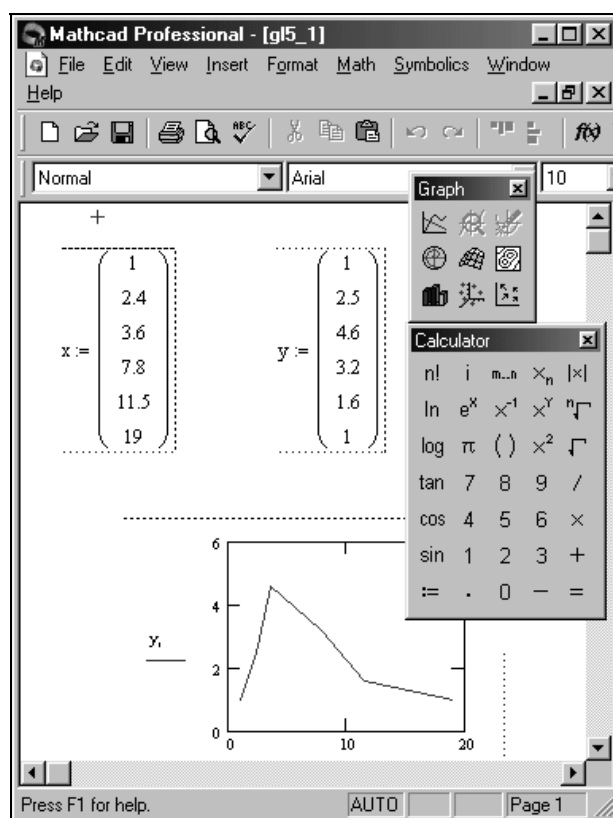 Mathcad Professional - [gl5_1]
File Edit View Insert Format Math Symbolics Window
Help
ABC
f(x)
Normal Arial 10
Graph
x := 1 2.4 3.6 7.8 11.5 19
y := 1 2.5 4.6 3.2 1.6 1
Calculator
n! i m..n ×n |×|
ln eˣ ×⁻¹ ×ʸ ⁿ√
log π ( ) ײ √
tan 7 8 9 /
cos 4 5 6 ×
sin 1 2 3 +
:= . 0 — =
6
4
2
0
y,
0 10 20
Press F1 for help. AUTO Page 1